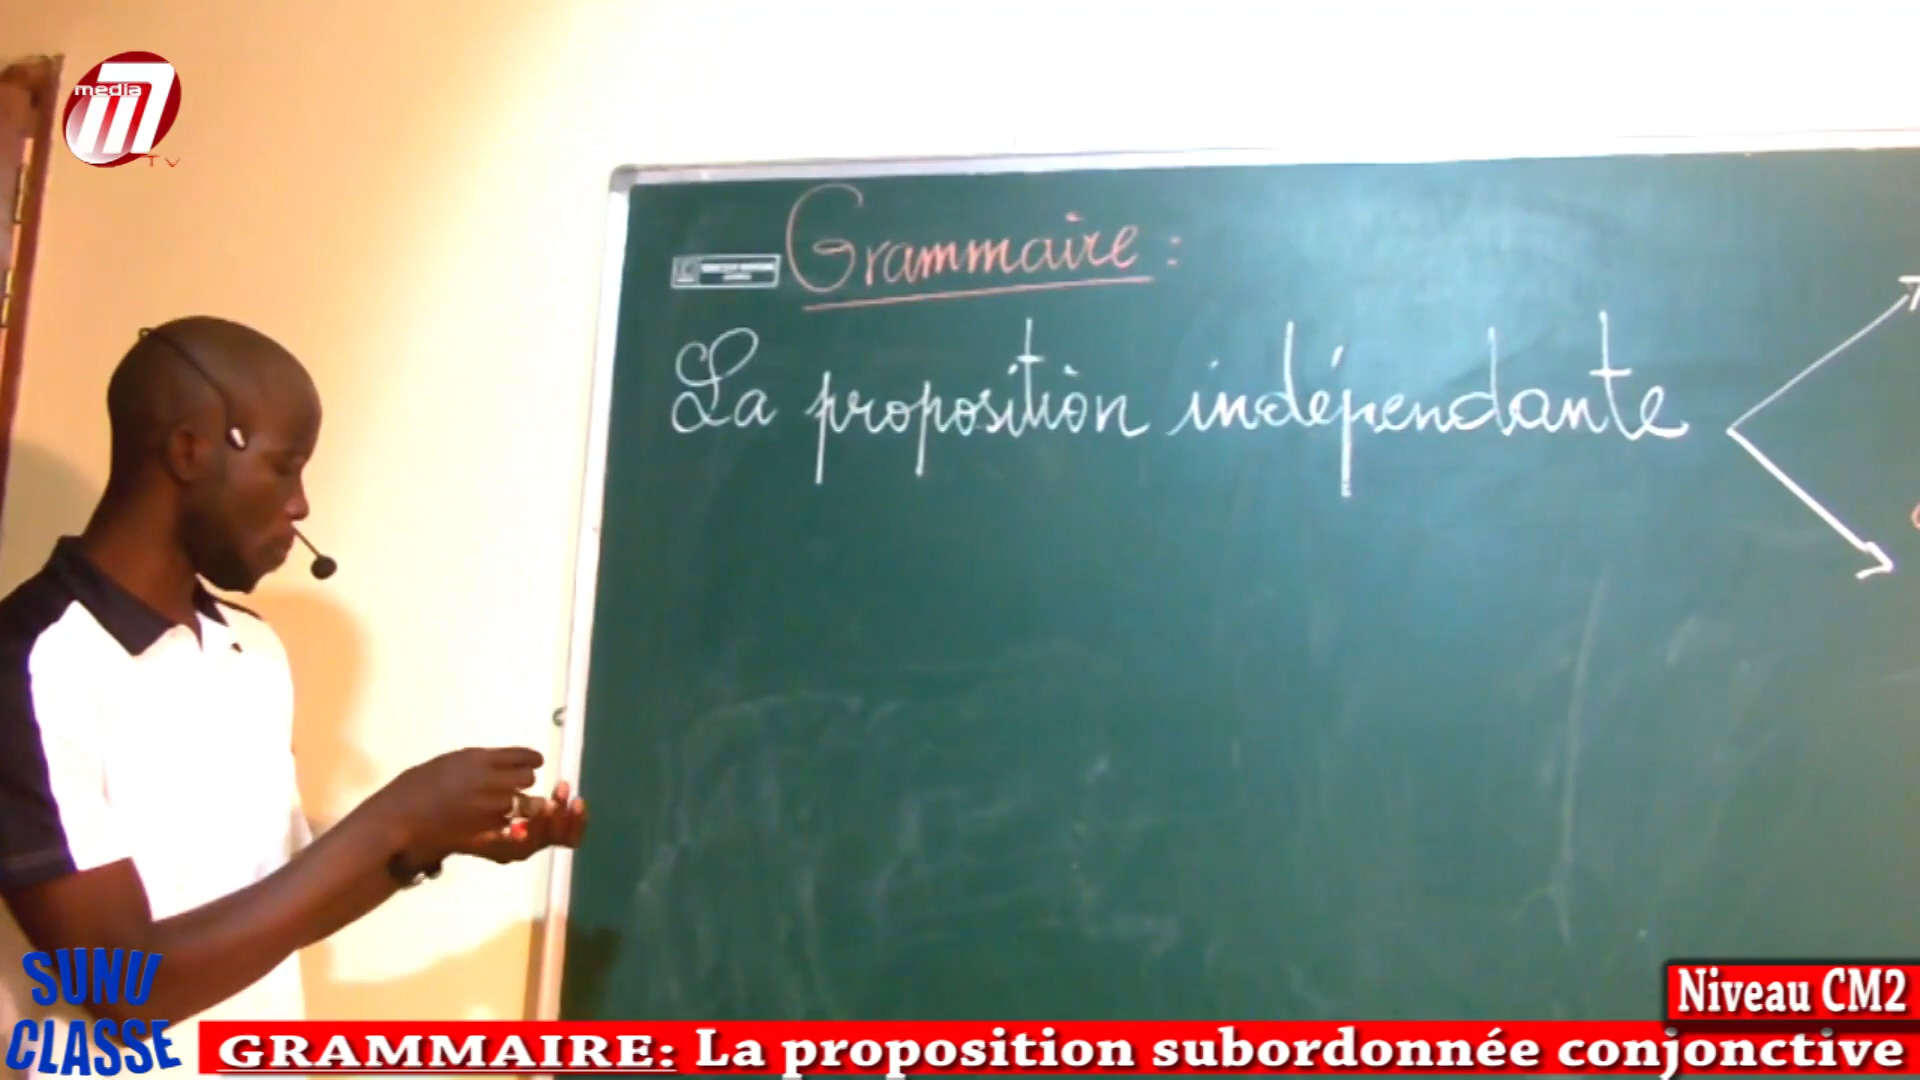 media
TV
Grammaire :
La proposition indépendante
Niveau CM2
SUNU
CLASSE
GRAMMAIRE: La proposition subordonnée conjonctive